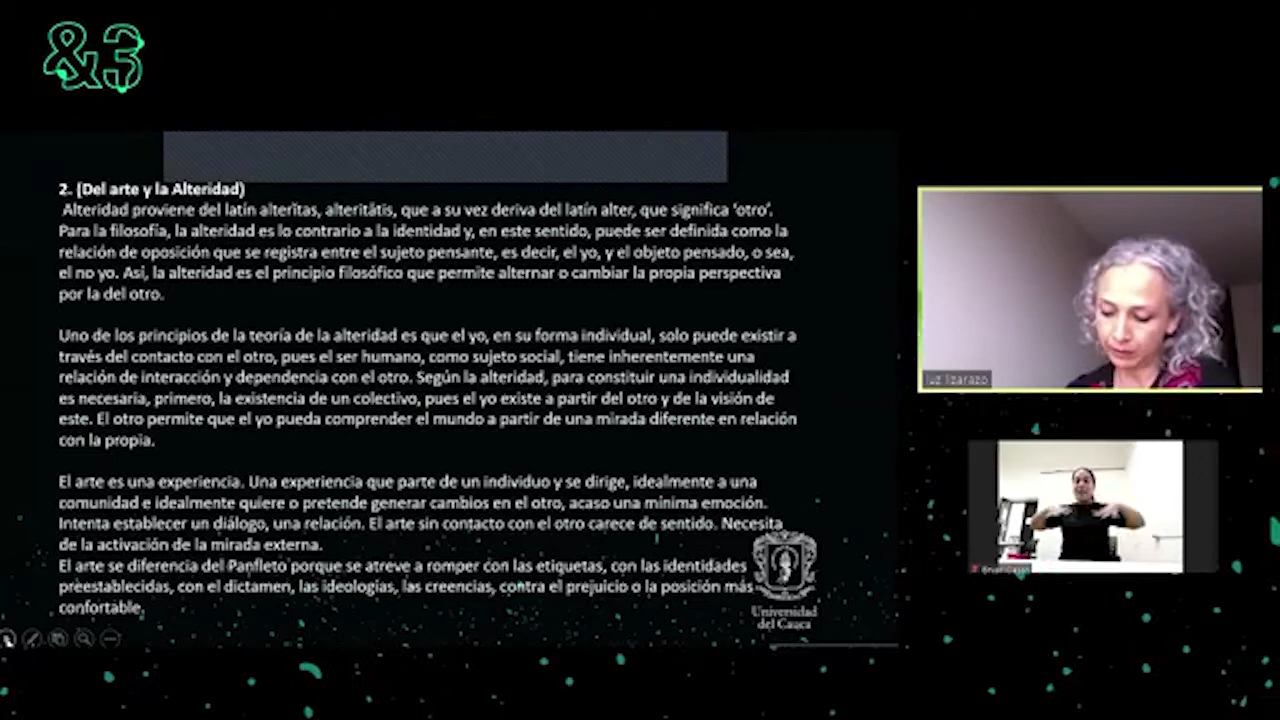 &3
2. (Del arte y la Alteridad)
Alteridad proviene del latín alterĭtas, alteritātis, que a su vez deriva del latín alter, que significa ‘otro’.
Para la filosofía, la alteridad es lo contrario a la identidad y, en este sentido, puede ser definida como la
relación de oposición que se registra entre el sujeto pensante, es decir, el yo, y el objeto pensado, o sea,
el no yo. Así, la alteridad es el principio filosófico que permite alternar o cambiar la propia perspectiva
por la del otro.
Uno de los principios de la teoría de la alteridad es que el yo, en su forma individual, solo puede existir a
través del contacto con el otro, pues el ser humano, como sujeto social, tiene inherentemente una
relación de interacción y dependencia con el otro. Según la alteridad, para constituir una individualidad
es necesaria, primero, la existencia de un colectivo, pues el yo existe a partir del otro y de la visión de
este. El otro permite que el yo pueda comprender el mundo a partir de una mirada diferente en relación
con la propia.
El arte es una experiencia. Una experiencia que parte de un individuo y se dirige, idealmente a una
comunidad e idealmente quiere o pretende generar cambios en el otro, acaso una mínima emoción.
Intenta establecer un diálogo, una relación. El arte sin contacto con el otro carece de sentido. Necesita
de la activación de la mirada externa.
El arte se diferencia del Panfleto porque se atreve a romper con las etiquetas, con las identidades
preestablecidas, con el dictamen, las ideologías, las creencias, contra el prejuicio o la posición más
confortable.
Universidad
del Cauca
luz lizarazo